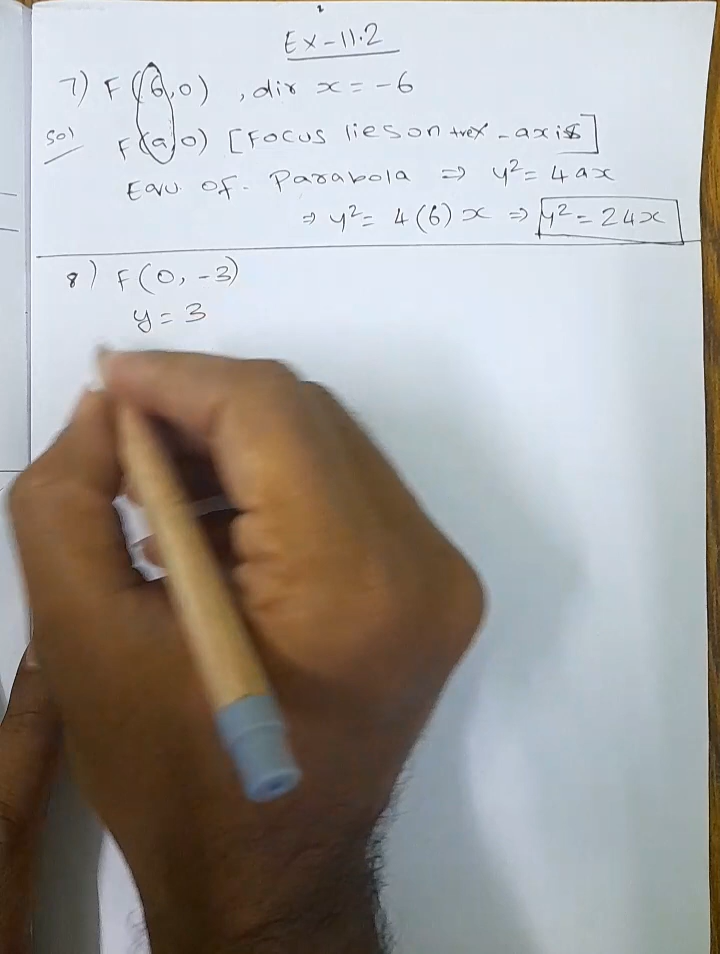 Ex-11.2
7) F(6,0) , dir x = -6
Sol F(a,0) [Focus lies on +ve x - axis]
Equ. of. Parabola ⇒ y² = 4ax
⇒ y² = 4(6)x ⇒ y² = 24x
8) F(0, -3)
y = 3